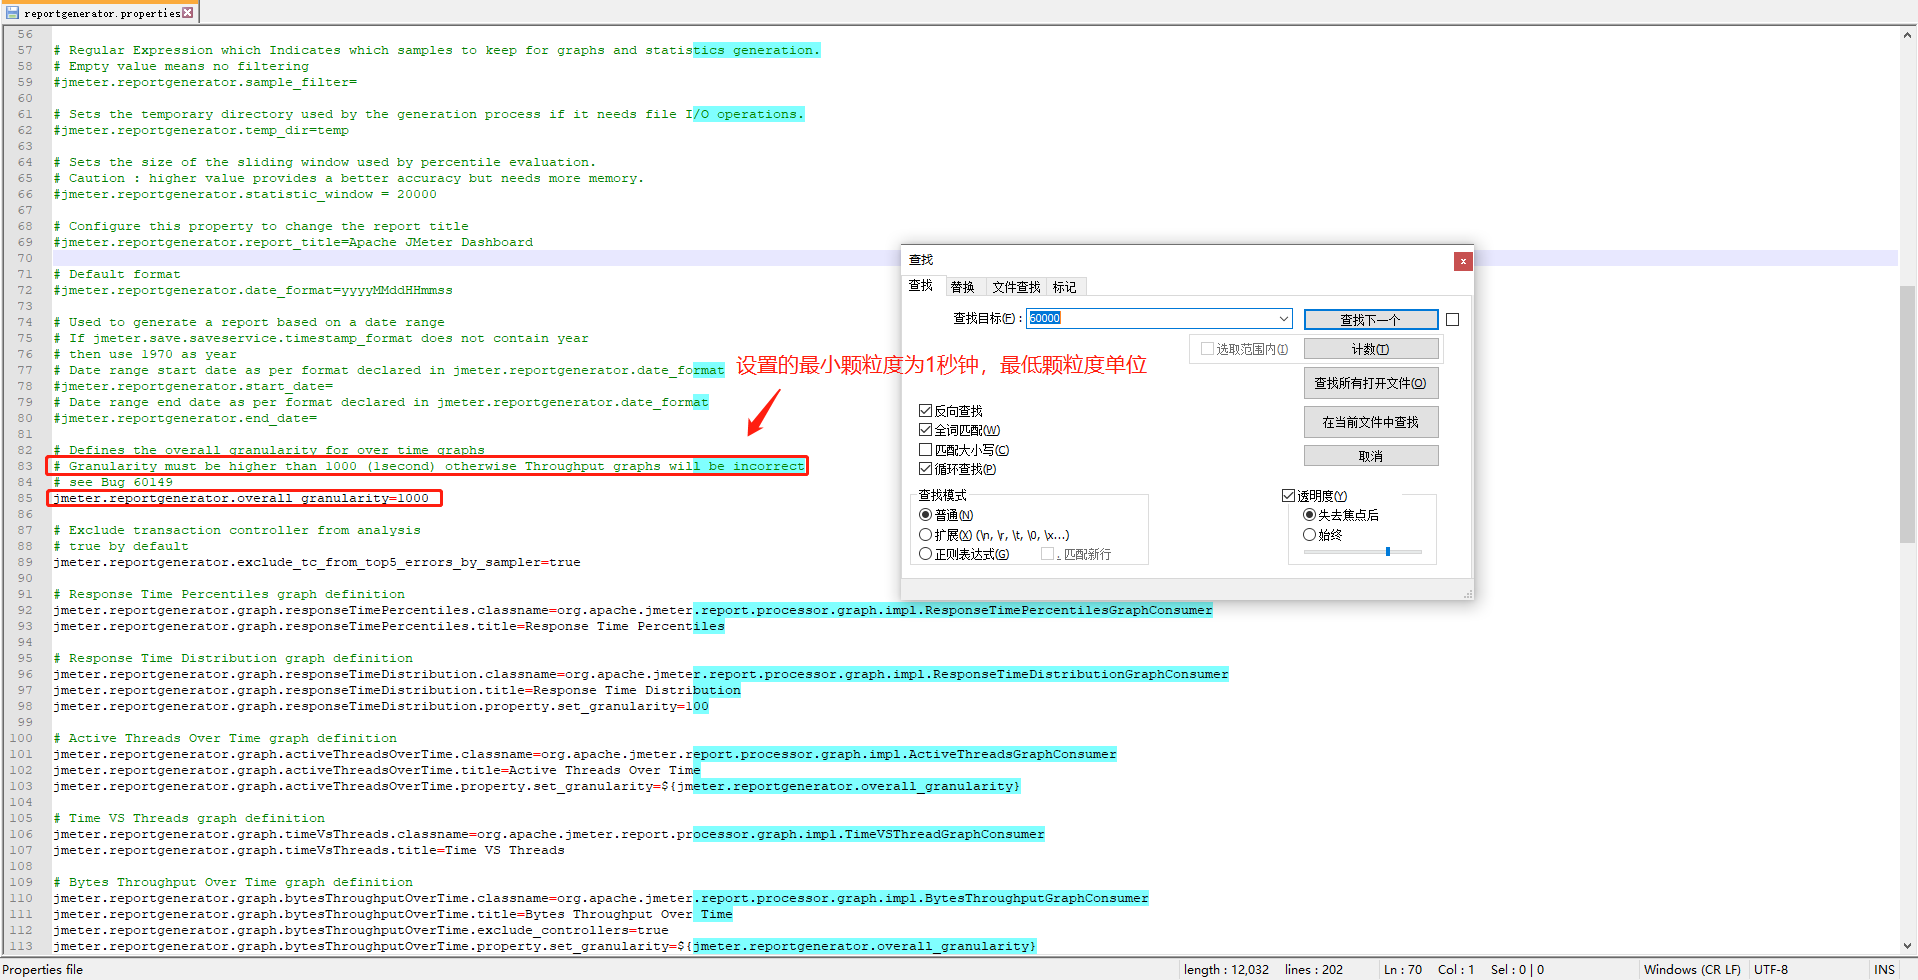 reportgenerator.properties
56
57 # Regular Expression which Indicates which samples to keep for graphs and statistics generation.
58 # Empty value means no filtering
59 #jmeter.reportgenerator.sample_filter=
60
61 # Sets the temporary directory used by the generation process if it needs file I/O operations.
62 #jmeter.reportgenerator.temp_dir=temp
63
64 # Sets the size of the sliding window used by percentile evaluation.
65 # Caution : higher value provides a better accuracy but needs more memory.
66 #jmeter.reportgenerator.statistic_window = 20000
67
68 # Configure this property to change the report title
69 #jmeter.reportgenerator.report_title=Apache JMeter Dashboard
70
71 # Default format
72 #jmeter.reportgenerator.date_format=yyyyMMddHHmmss
73
74 # Used to generate a report based on a date range
75 # If jmeter.save.saveservice.timestamp_format does not contain year
76 # then use 1970 as year
77 # Date range start date as per format declared in jmeter.reportgenerator.date_format
设置的最小颗粒度为1秒钟，最低颗粒度单位
78 #jmeter.reportgenerator.start_date=
79 # Date range end date as per format declared in jmeter.reportgenerator.date_format
80 #jmeter.reportgenerator.end_date=
81
82 # Defines the overall granularity for over time graphs
83 # Granularity must be higher than 1000 (1second) otherwise Throughput graphs will be incorrect
84 # see Bug 60149
85 jmeter.reportgenerator.overall_granularity=1000
86
87 # Exclude transaction controller from analysis
88 # true by default
89 jmeter.reportgenerator.exclude_tc_from_top5_errors_by_sampler=true
90
91 # Response Time Percentiles graph definition
92 jmeter.reportgenerator.graph.responseTimePercentiles.classname=org.apache.jmeter.report.processor.graph.impl.ResponseTimePercentilesGraphConsumer
93 jmeter.reportgenerator.graph.responseTimePercentiles.title=Response Time Percentiles
94
95 # Response Time Distribution graph definition
96 jmeter.reportgenerator.graph.responseTimeDistribution.classname=org.apache.jmeter.report.processor.graph.impl.ResponseTimeDistributionGraphConsumer
97 jmeter.reportgenerator.graph.responseTimeDistribution.title=Response Time Distribution
98 jmeter.reportgenerator.graph.responseTimeDistribution.property.set_granularity=100
99
100 # Active Threads Over Time graph definition
101 jmeter.reportgenerator.graph.activeThreadsOverTime.classname=org.apache.jmeter.report.processor.graph.impl.ActiveThreadsGraphConsumer
102 jmeter.reportgenerator.graph.activeThreadsOverTime.title=Active Threads Over Time
103 jmeter.reportgenerator.graph.activeThreadsOverTime.property.set_granularity=${jmeter.reportgenerator.overall_granularity}
104
105 # Time VS Threads graph definition
106 jmeter.reportgenerator.graph.timeVsThreads.classname=org.apache.jmeter.report.processor.graph.impl.TimeVSThreadGraphConsumer
107 jmeter.reportgenerator.graph.timeVsThreads.title=Time VS Threads
108
109 # Bytes Throughput Over Time graph definition
110 jmeter.reportgenerator.graph.bytesThroughputOverTime.classname=org.apache.jmeter.report.processor.graph.impl.BytesThroughputGraphConsumer
111 jmeter.reportgenerator.graph.bytesThroughputOverTime.title=Bytes Throughput Over Time
112 jmeter.reportgenerator.graph.bytesThroughputOverTime.exclude_controllers=true
113 jmeter.reportgenerator.graph.bytesThroughputOverTime.property.set_granularity=${jmeter.reportgenerator.overall_granularity}
查找
查找 替换 文件查找 标记
查找目标(F)： 60000 查找下一个
选取范围内(I) 计数(T)
查找所有打开文件(O)
反向查找 在当前文件中查找
全词匹配(W)
匹配大小写(C) 取消
循环查找(P)
查找模式 透明度(Y)
普通(N) 失去焦点后
扩展(X) (\n, \r, \t, \0, \x...) 始终
正则表达式(G) . 匹配新行
Properties file length : 12,032 lines : 202 Ln : 70 Col : 1 Sel : 0 | 0 Windows (CR LF) UTF-8 INS